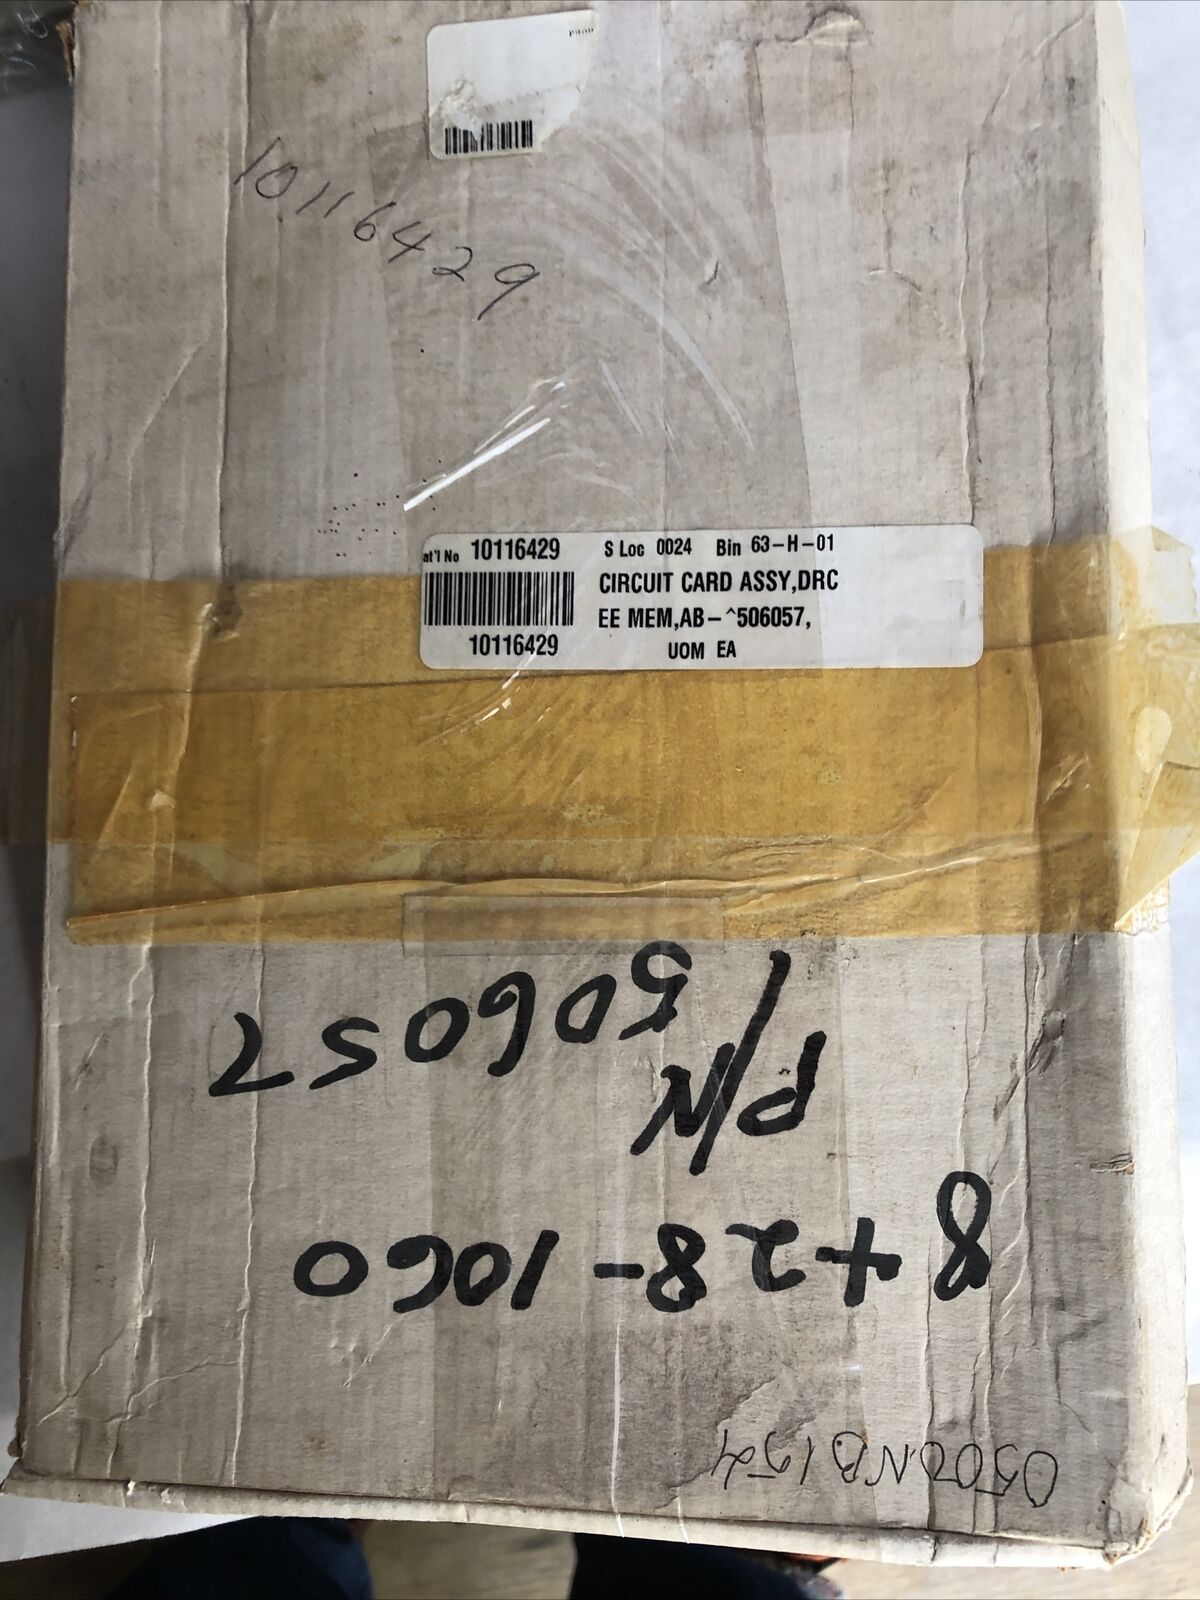 10116429
at'l No 10116429 S Loc 0024 Bin 63-H-01
CIRCUIT CARD ASSY,DRC
EE MEM,AB-^506057,
10116429 UOM EA
P/N 506057
8+28-1060